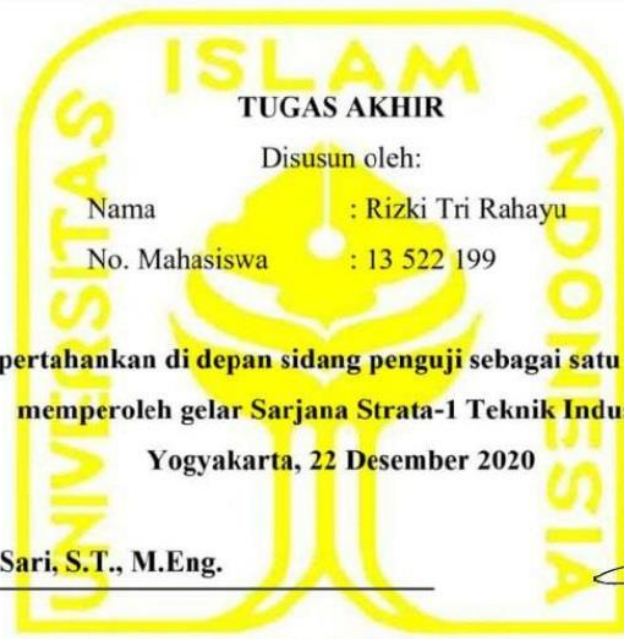 ISLAM
UNIVERSITAS
INDONESIA
TUGAS AKHIR
Disusun oleh:
Nama : Rizki Tri Rahayu
No. Mahasiswa : 13 522 199
pertahankan di depan sidang penguji sebagai satu
memperoleh gelar Sarjana Strata-1 Teknik Indu
Yogyakarta, 22 Desember 2020
Sari, S.T., M.Eng.